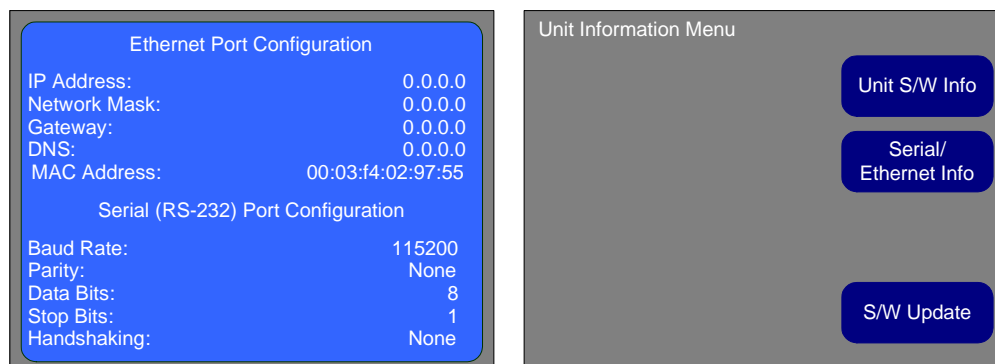 Ethernet Port Configuration
IP Address: 0.0.0.0
Network Mask: 0.0.0.0
Gateway: 0.0.0.0
DNS: 0.0.0.0
MAC Address: 00:03:f4:02:97:55
Serial (RS-232) Port Configuration
Baud Rate: 115200
Parity: None
Data Bits: 8
Stop Bits: 1
Handshaking: None
Unit Information Menu
Unit S/W Info
Serial/
Ethernet Info
S/W Update